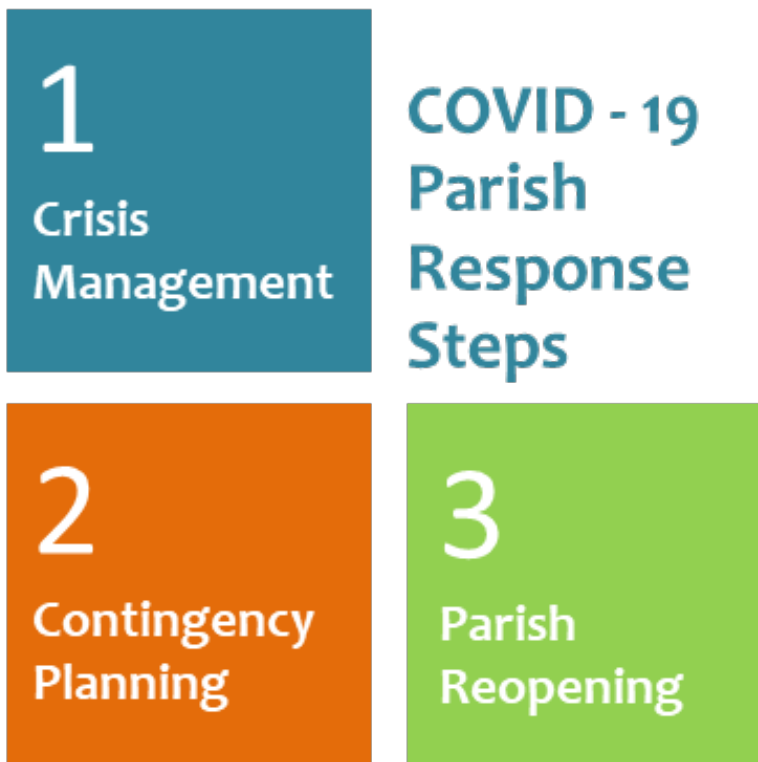 1
Crisis
Management
COVID - 19
Parish
Response
Steps
2
Contingency
Planning
3
Parish
Reopening